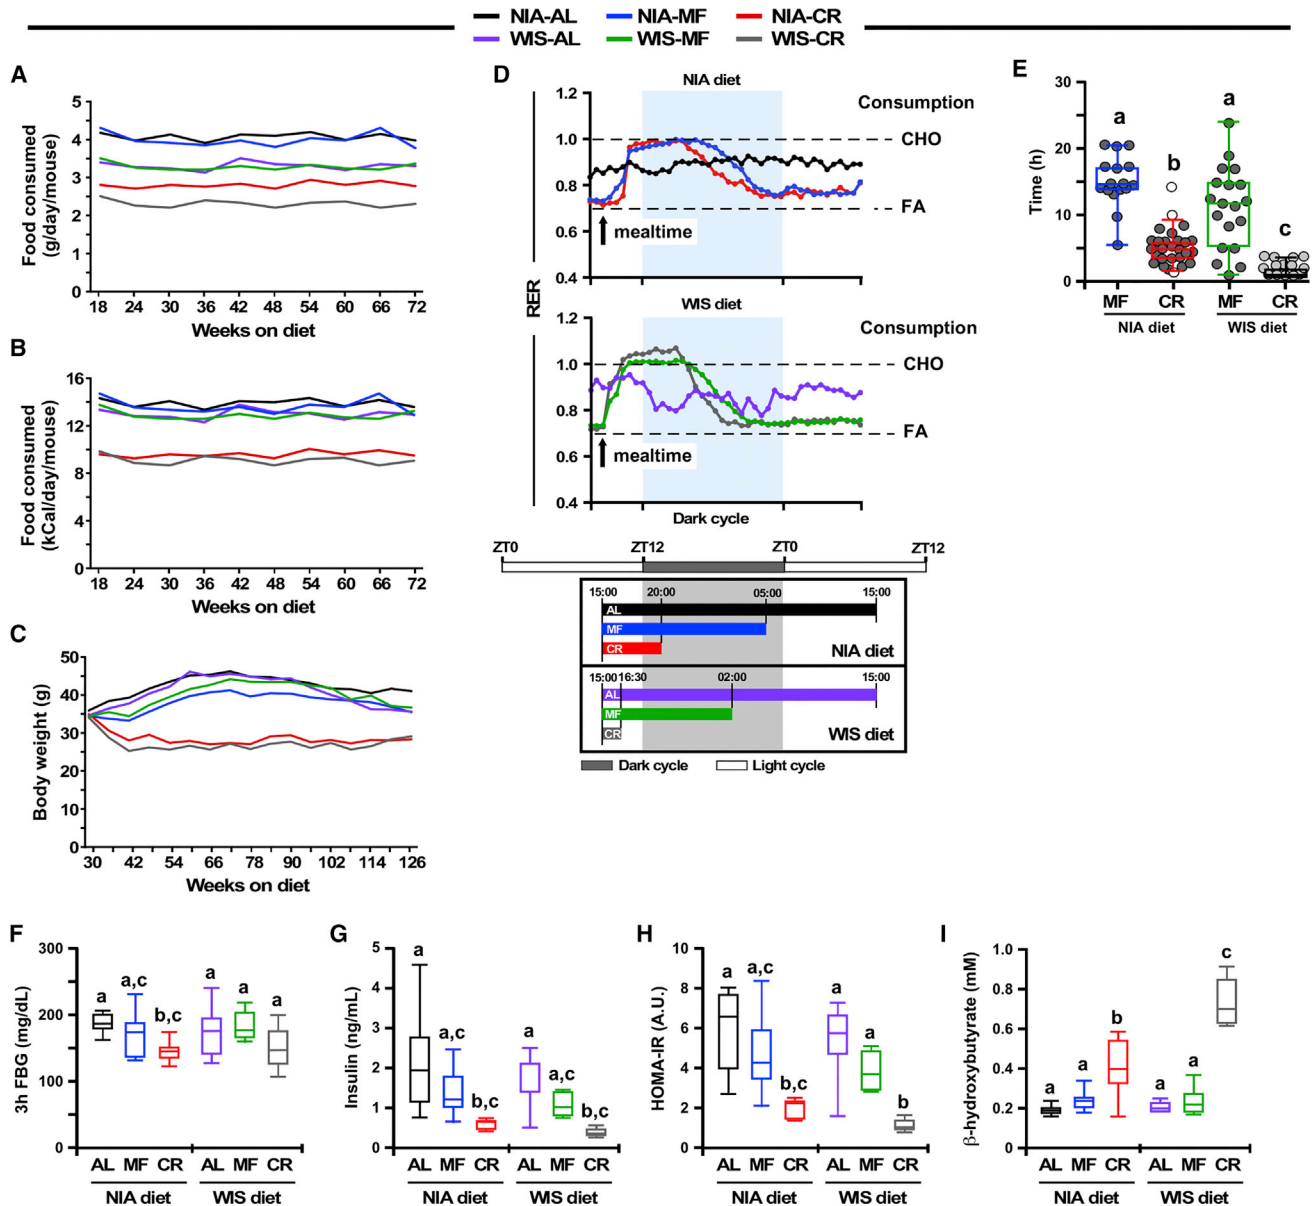 NIA-AL NIA-MF NIA-CR
WIS-AL WIS-MF WIS-CR
A
5
4
3
2
1
0
Food consumed
(g/day/mouse)
18 24 30 36 42 48 54 60 66 72
Weeks on diet
B
16
12
8
4
0
Food consumed
(kCal/day/mouse)
18 24 30 36 42 48 54 60 66 72
Weeks on diet
C
50
40
30
20
10
0
Body weight (g)
30 42 54 66 78 90 102 114 126
Weeks on diet
D
NIA diet
Consumption
1.2
1.0
0.8
0.6
0.4
CHO
FA
mealtime
RER
WIS diet
Consumption
1.2
1.0
0.8
0.6
0.4
CHO
FA
mealtime
Dark cycle
ZT0 ZT12 ZT0 ZT12
15:00 20:00 05:00 15:00
AL
MF
CR
NIA diet
15:00 16:30 02:00 15:00
AL
MF
CR
WIS diet
Dark cycle Light cycle
E
30
20
10
0
Time (h)
a b a c
MF CR MF CR
NIA diet WIS diet
F
300
200
100
0
3h FBG (mg/dL)
a a,c b,c a a a
AL MF CR AL MF CR
NIA diet WIS diet
G
5
4
3
2
1
0
Insulin (ng/mL)
a a,c b,c a a,c b,c
AL MF CR AL MF CR
NIA diet WIS diet
H
10
8
6
4
2
0
HOMA-IR (A.U.)
a a,c b,c a a b
AL MF CR AL MF CR
NIA diet WIS diet
I
1.0
0.8
0.6
0.4
0.2
0.0
β-hydroxybutyrate (mM)
a a b a a c
AL MF CR AL MF CR
NIA diet WIS diet